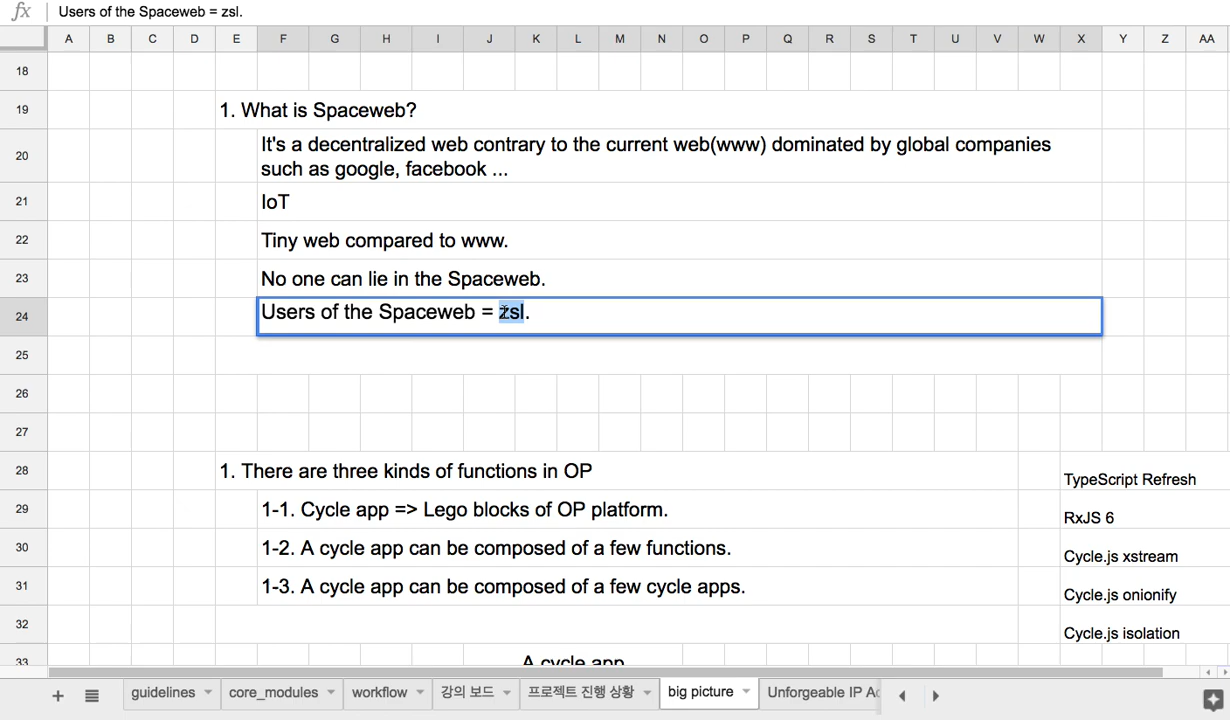 fx Users of the Spaceweb = zsl.
A B C D E F G H I J K L M N O P Q R S T U V W X Y Z AA
18
19 1. What is Spaceweb?
20 It's a decentralized web contrary to the current web(www) dominated by global companies
such as google, facebook ...
21 IoT
22 Tiny web compared to www.
23 No one can lie in the Spaceweb.
24 Users of the Spaceweb = zsl.
25
26
27
28 1. There are three kinds of functions in OP TypeScript Refresh
29 1-1. Cycle app => Lego blocks of OP platform. RxJS 6
30 1-2. A cycle app can be composed of a few functions. Cycle.js xstream
31 1-3. A cycle app can be composed of a few cycle apps. Cycle.js onionify
32 Cycle.js isolation
33 A cycle app
guidelines core_modules workflow 강의 보드 프로젝트 진행 상황 big picture Unforgeable IP